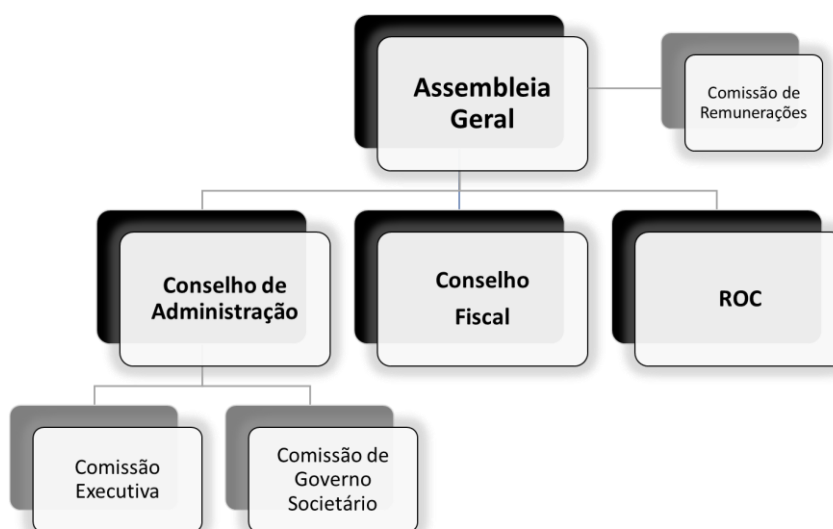 Assembleia
Geral
Comissão de
Remunerações
Conselho de
Administração
Conselho
Fiscal
ROC
Comissão
Executiva
Comissão de
Governo
Societário